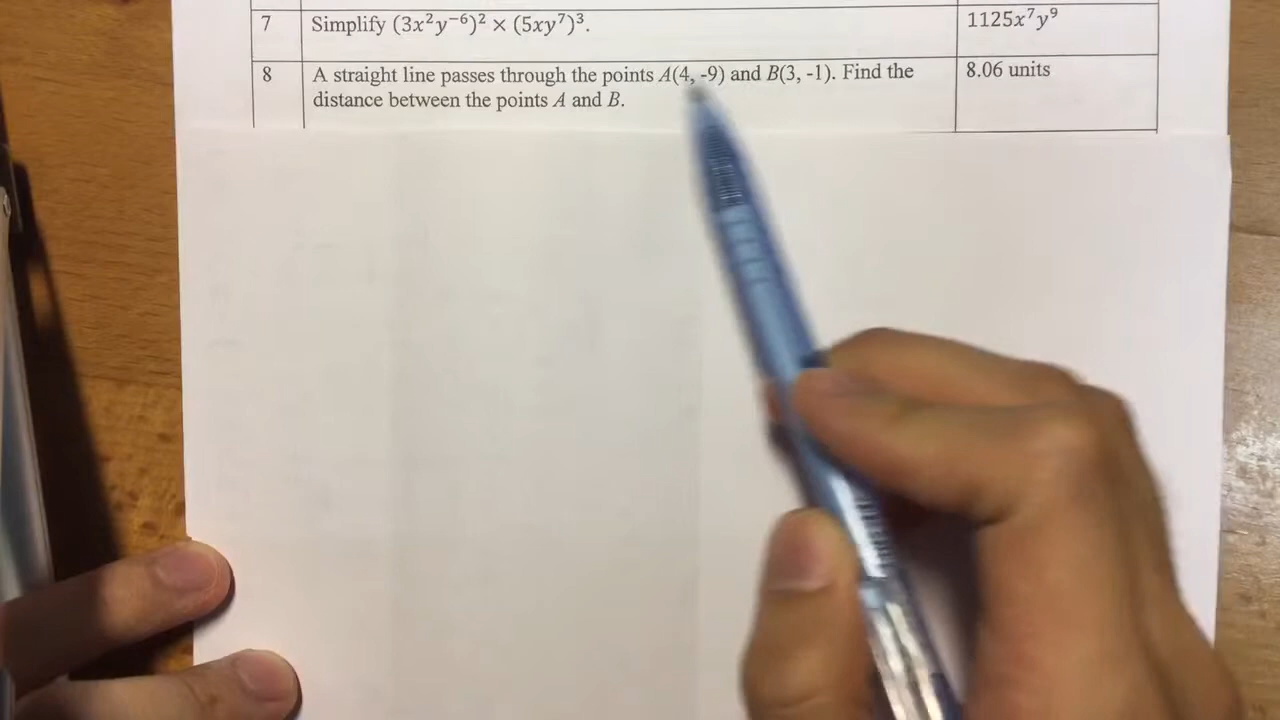 7 Simplify (3x²y⁻⁶)² × (5xy⁷)³. 1125x⁷y⁹
8 A straight line passes through the points A(4, -9) and B(3, -1). Find the 8.06 units
distance between the points A and B.